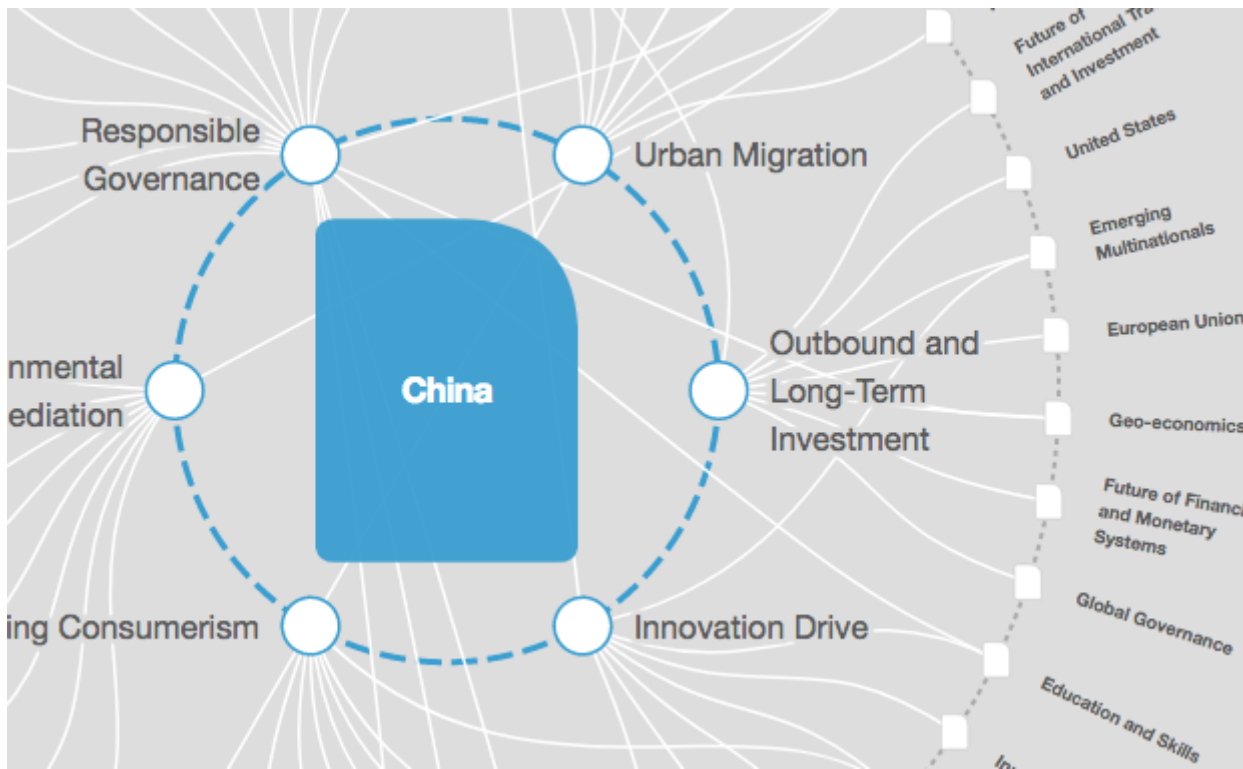 Responsible
Governance
Urban Migration
nmental
ediation
China
Outbound and
Long-Term
Investment
ing Consumerism
Innovation Drive
Future of
International Tra
and Investment
United States
Emerging
Multinationals
European Union
Geo-economics
Future of Financi
and Monetary
Systems
Global Governance
Education and Skills